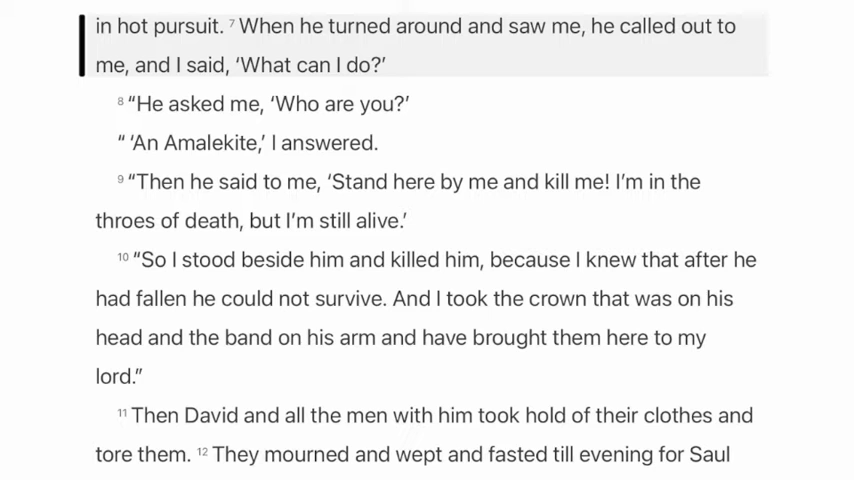 in hot pursuit. 7 When he turned around and saw me, he called out to
me, and I said, ‘What can I do?’
8 “He asked me, ‘Who are you?’
“ ‘An Amalekite,’ I answered.
9 “Then he said to me, ‘Stand here by me and kill me! I’m in the
throes of death, but I’m still alive.’
10 “So I stood beside him and killed him, because I knew that after he
had fallen he could not survive. And I took the crown that was on his
head and the band on his arm and have brought them here to my
lord.”
11 Then David and all the men with him took hold of their clothes and
tore them. 12 They mourned and wept and fasted till evening for Saul